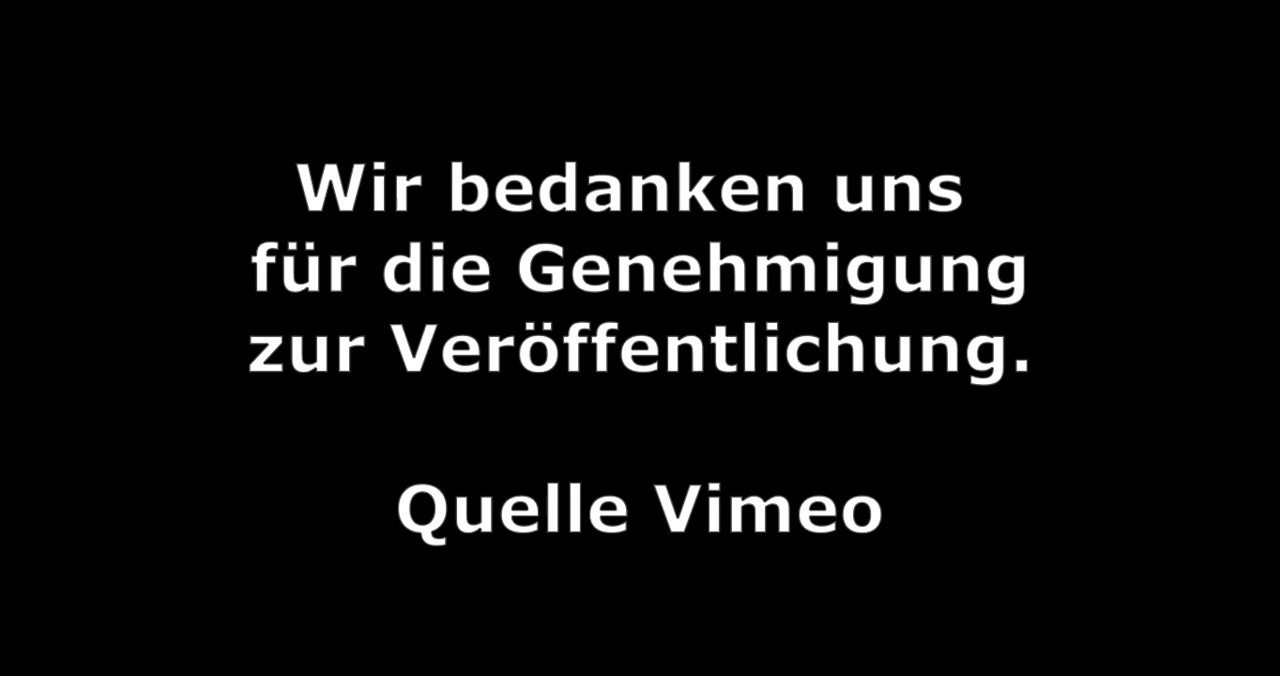 Wir bedanken uns
für die Genehmigung
zur Veröffentlichung.
Quelle Vimeo